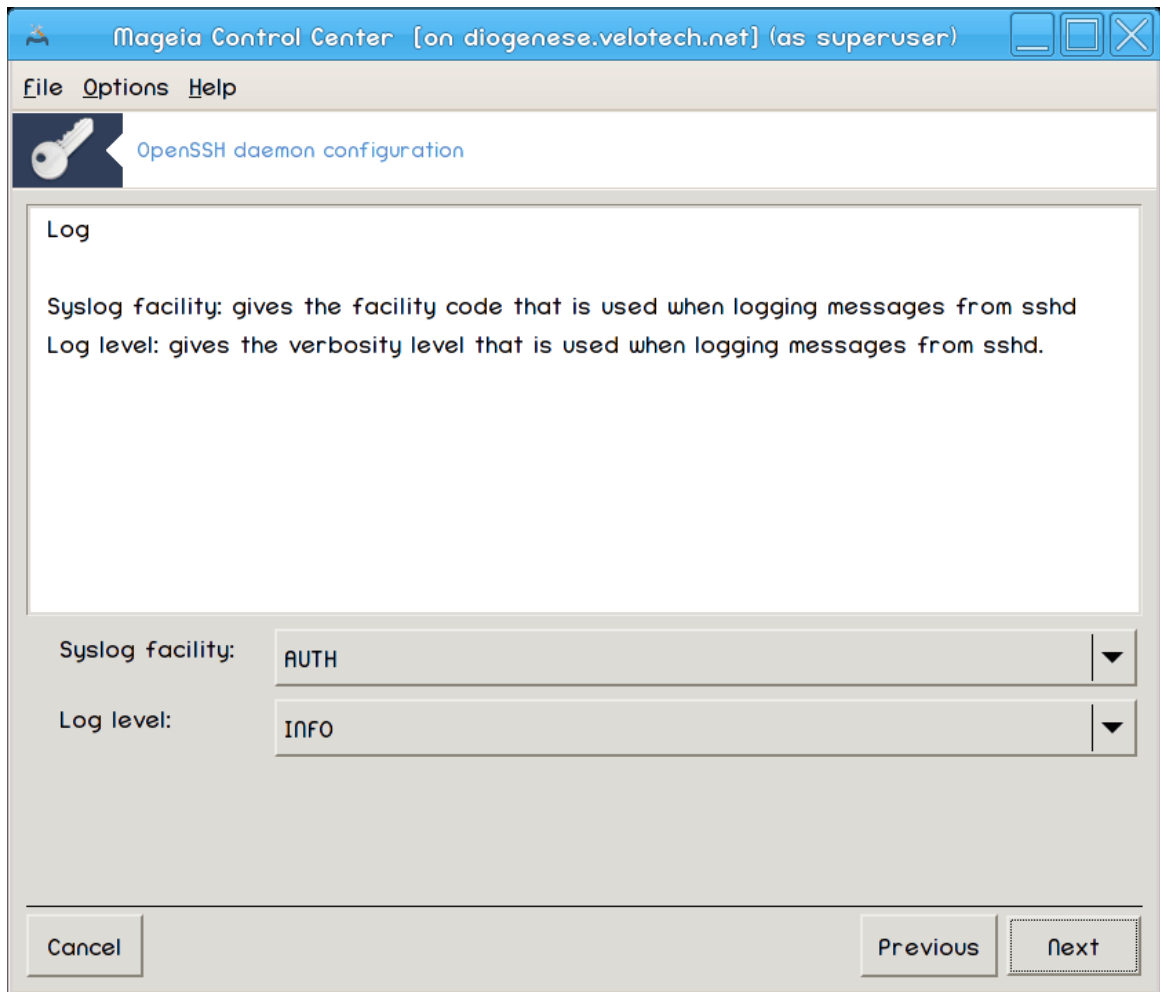 Mageia Control Center [on diogenese.velotech.net] (as superuser)
File Options Help
OpenSSH daemon configuration
Log
Syslog facility: gives the facility code that is used when logging messages from sshd
Log level: gives the verbosity level that is used when logging messages from sshd.
Syslog facility: AUTH
Log level: INFO
Cancel Previous Next